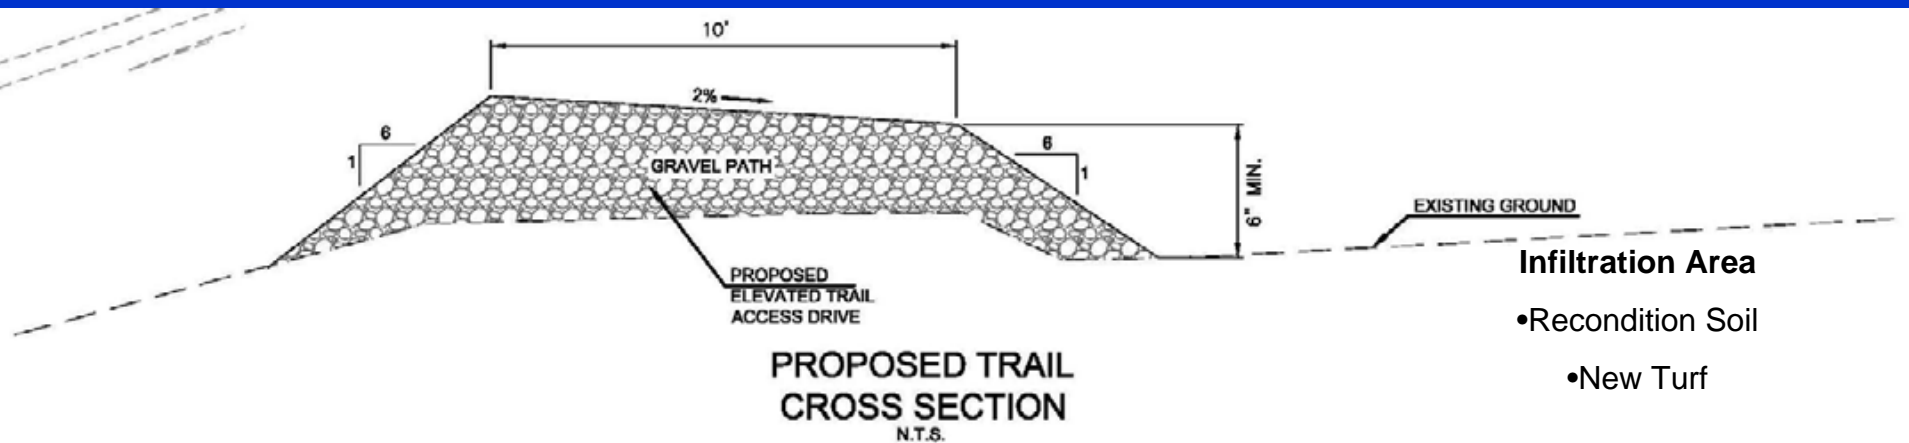 10'
2%
6
1
GRAVEL PATH
6
1
6" MIN.
EXISTING GROUND
Infiltration Area
•Recondition Soil
•New Turf
PROPOSED
ELEVATED TRAIL
ACCESS DRIVE
PROPOSED TRAIL
CROSS SECTION
N.T.S.